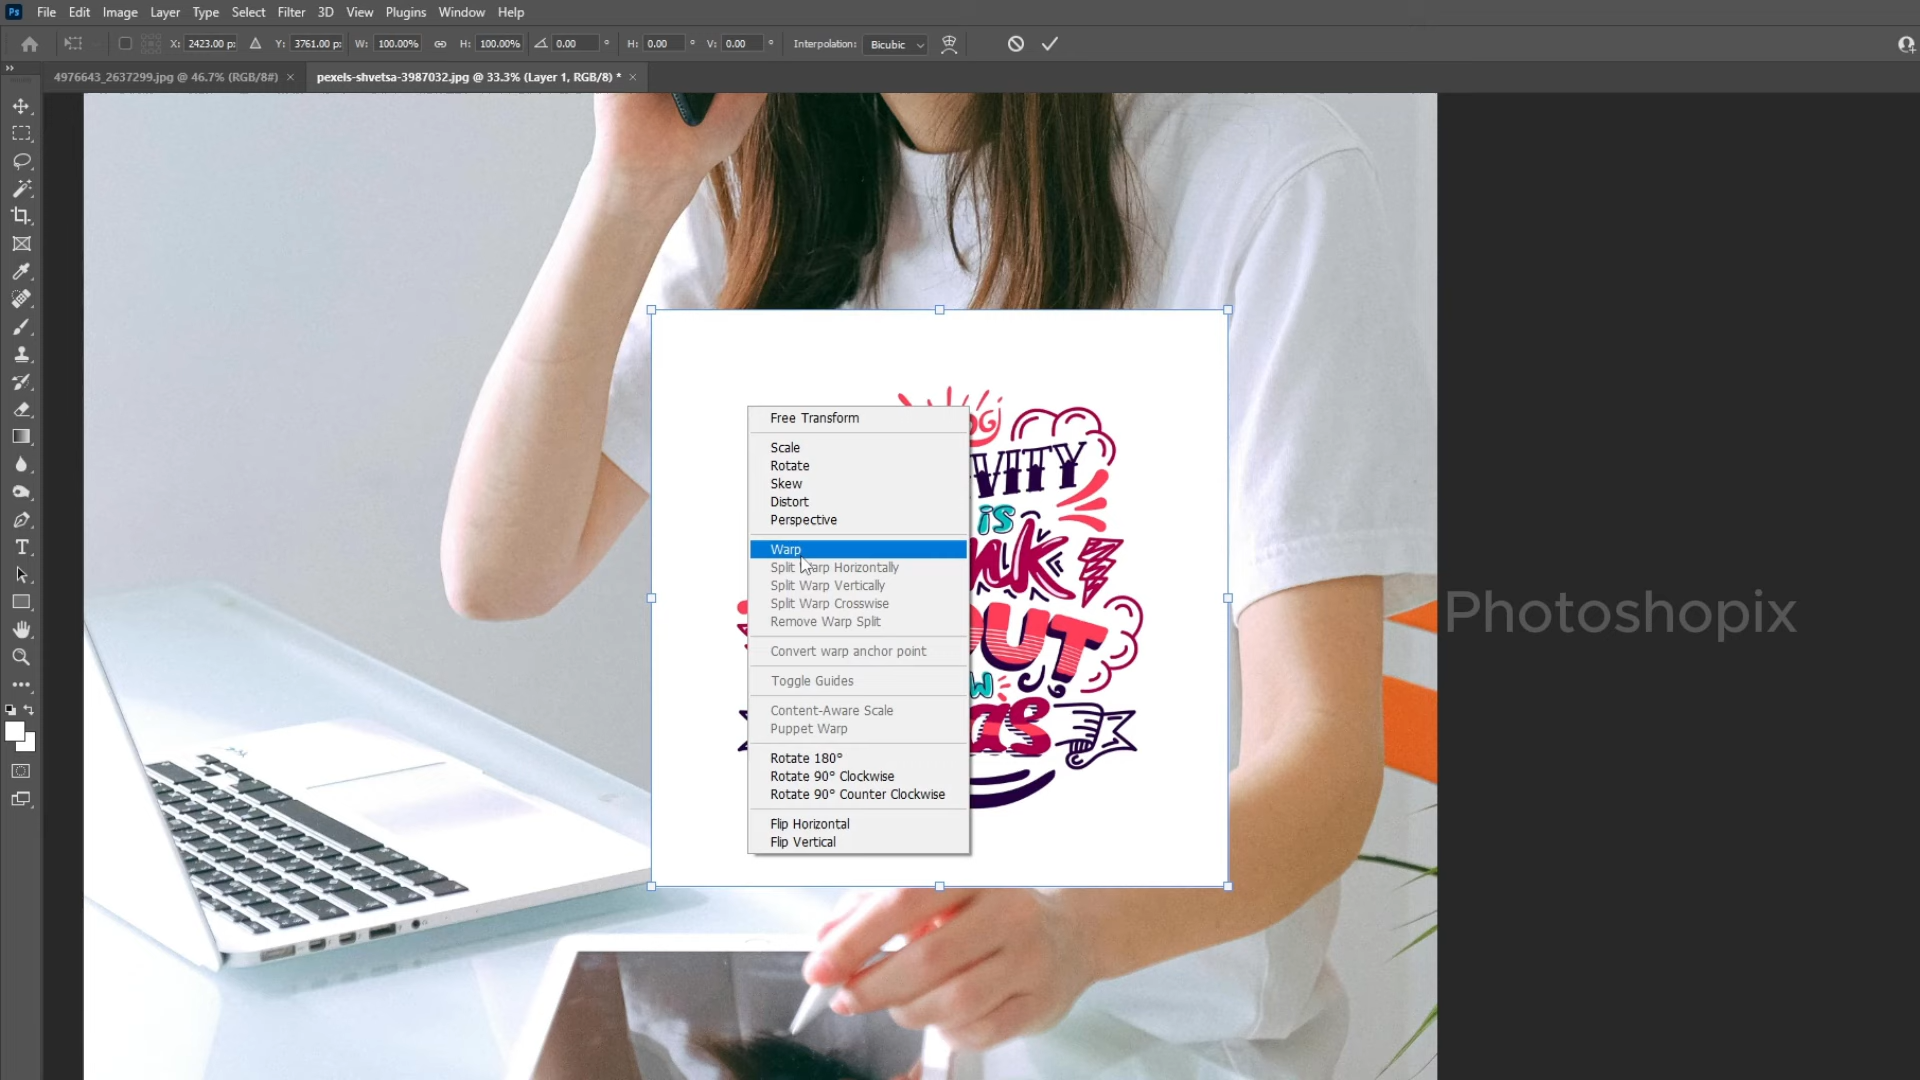 Ps File Edit Image Layer Type Select Filter 3D View Plugins Window Help
X: 2423.00 p: Y: 3761.00 p: W: 100.00% H: 100.00% 0.00 ° H: 0.00 ° V: 0.00 ° Interpolation: Bicubic
4976643_2637299.jpg @ 46.7% (RGB/8#) × pexels-shvetsa-3987032.jpg @ 33.3% (Layer 1, RGB/8) * ×
Free Transform
Scale
Rotate
Skew
Distort
Perspective
Warp
Split Warp Horizontally
Split Warp Vertically
Split Warp Crosswise
Remove Warp Split
Convert warp anchor point
Toggle Guides
Content-Aware Scale
Puppet Warp
Rotate 180°
Rotate 90° Clockwise
Rotate 90° Counter Clockwise
Flip Horizontal
Flip Vertical
VITY
is
nk
OUT
w
as
Photoshopix